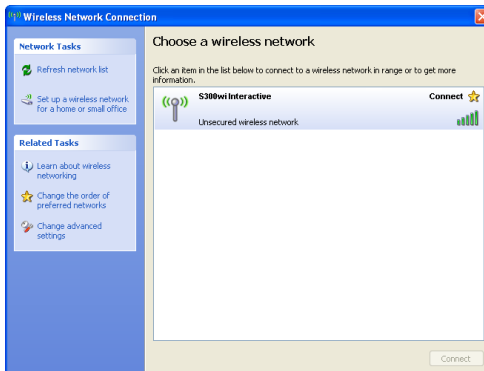 Wireless Network Connection
Network Tasks
Refresh network list
Set up a wireless network
for a home or small office
Related Tasks
Learn about wireless
networking
Change the order of
preferred networks
Change advanced
settings
Choose a wireless network
Click an item in the list below to connect to a wireless network in range or to get more
information.
S300wi Interactive Connect
Unsecured wireless network
Connect